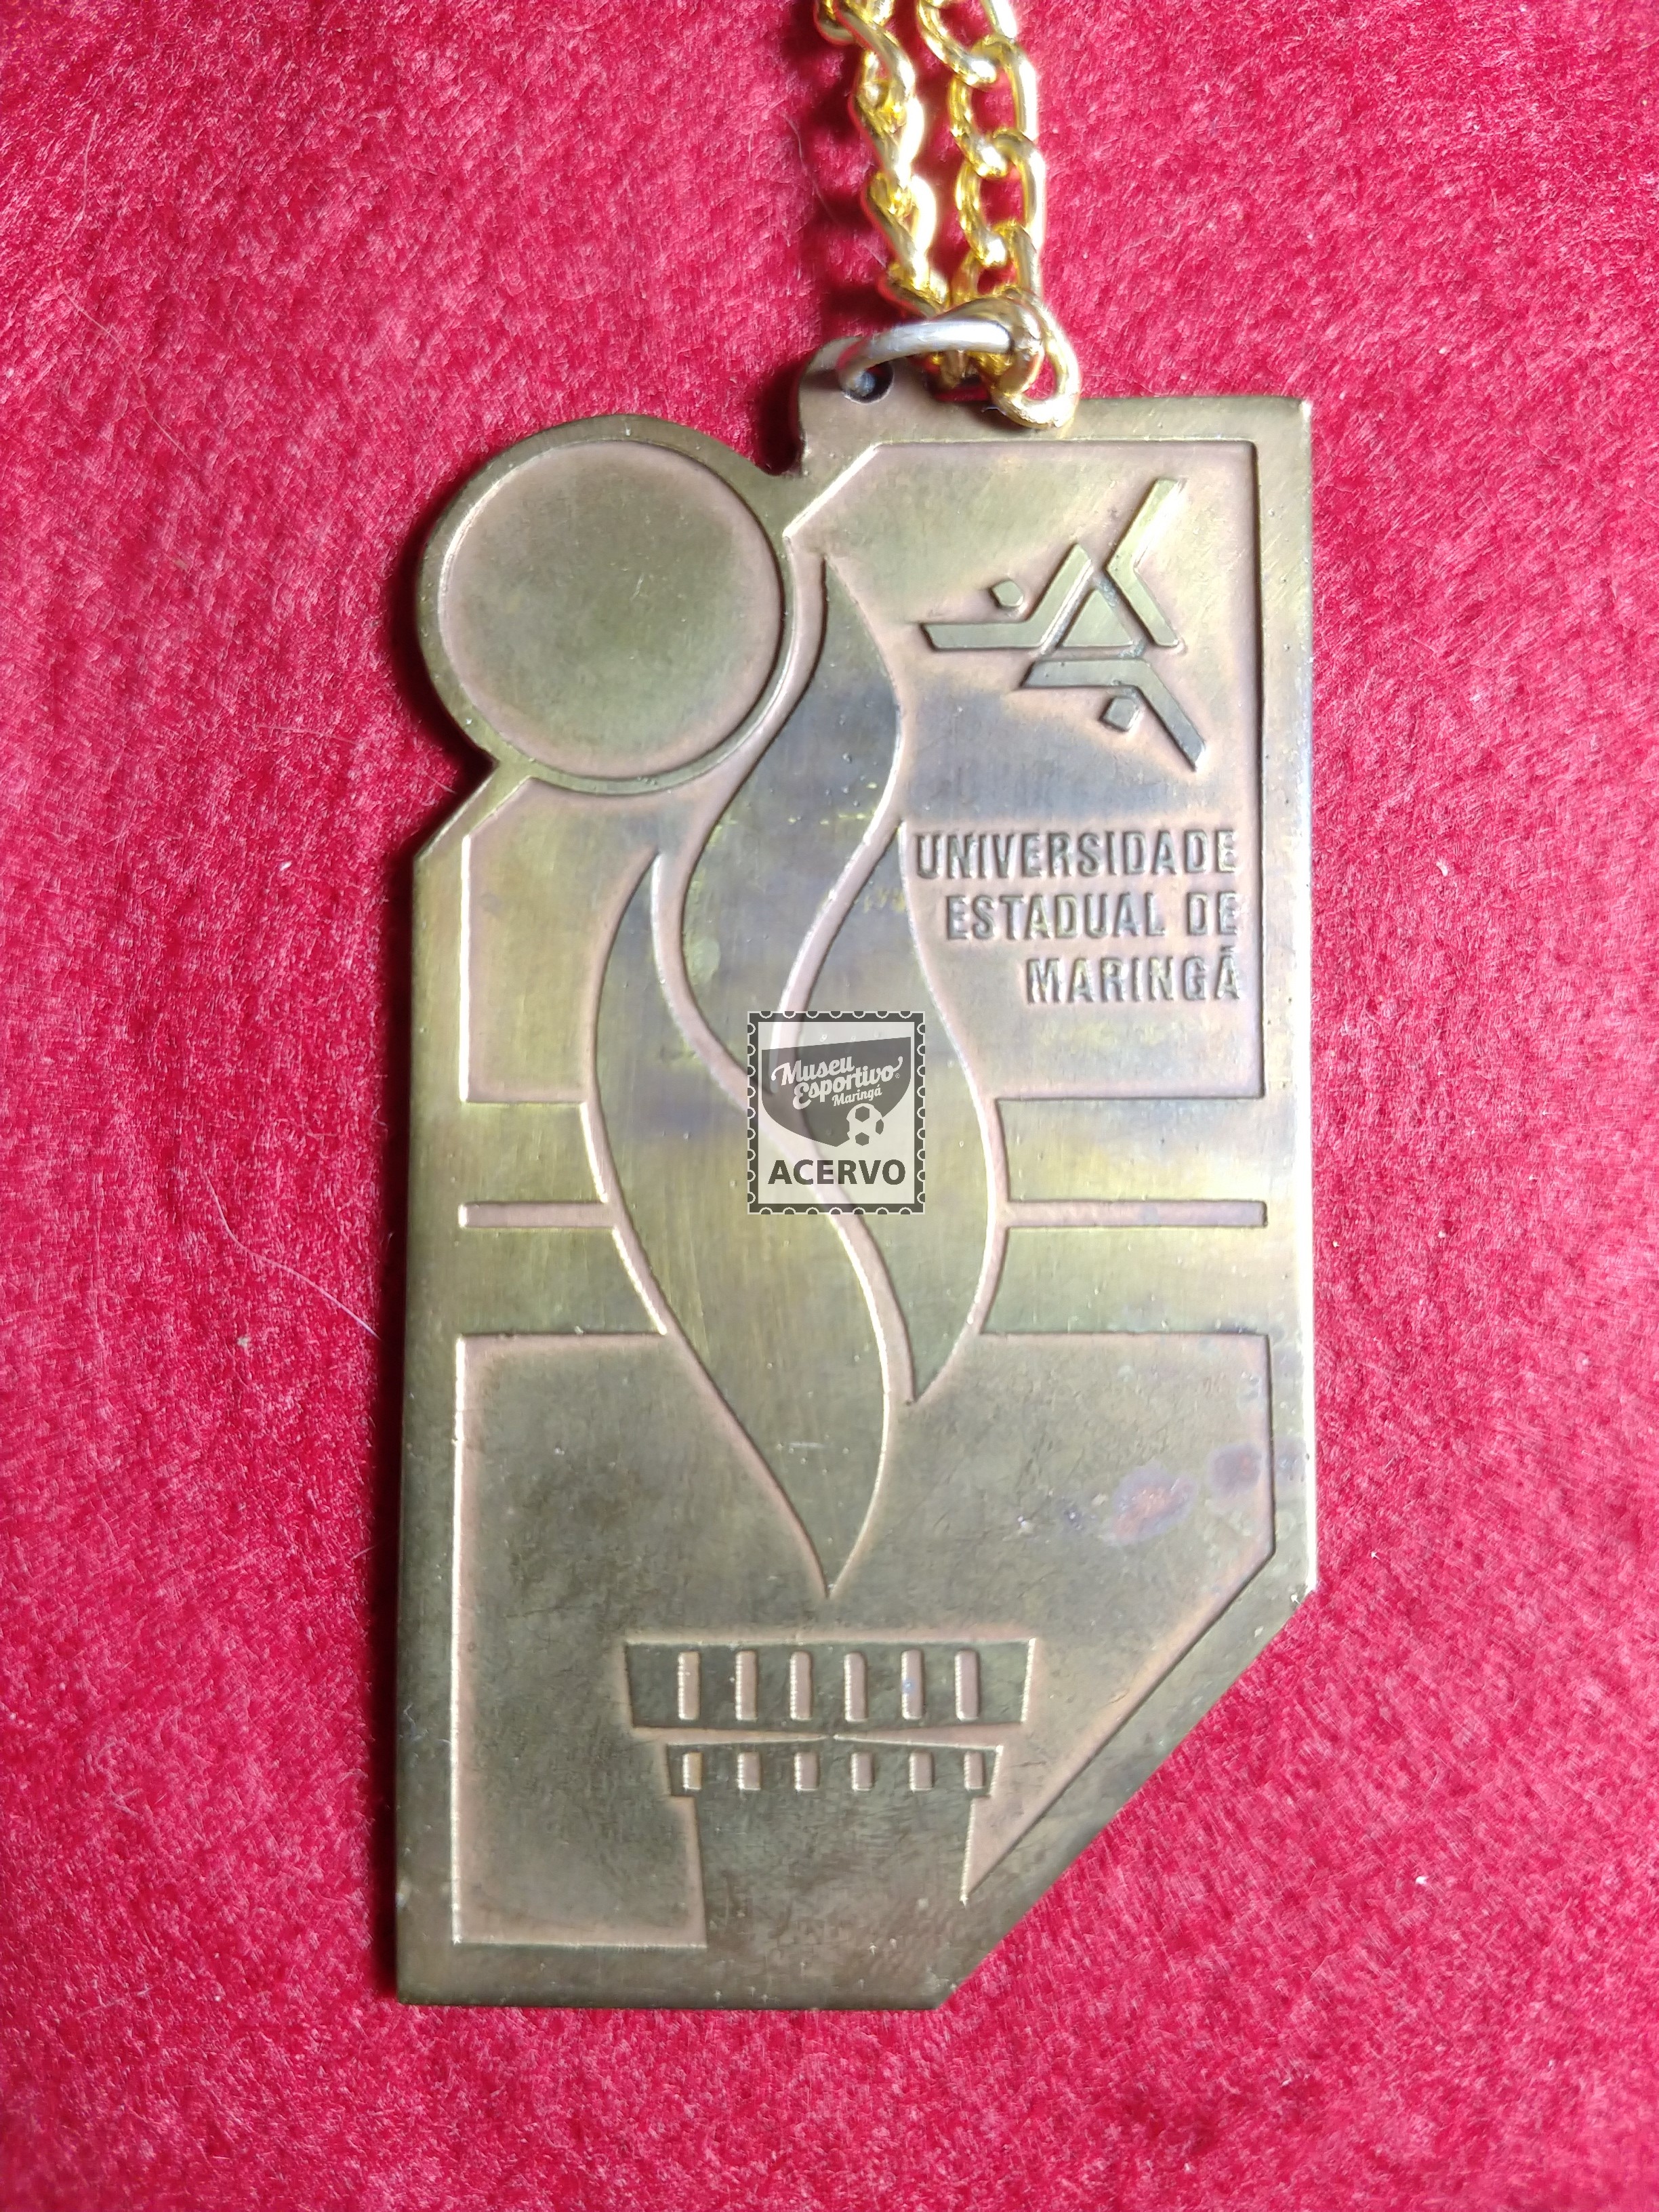 UNIVERSIDADE
ESTADUAL DE
MARINGÁ
Museu
Esportivo
Maringá
ACERVO